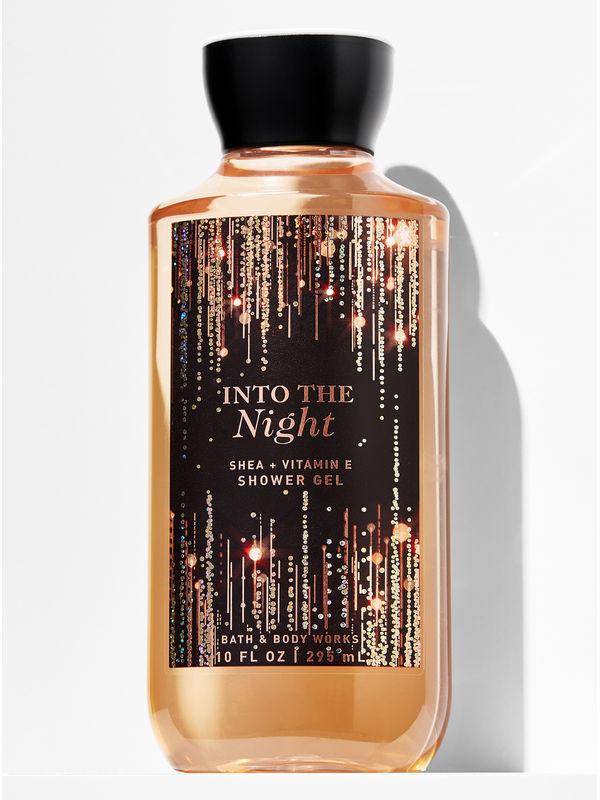 INTO THE
Night
SHEA + VITAMIN E
SHOWER GEL
BATH & BODY WORKS
10 FL OZ | 295 mL